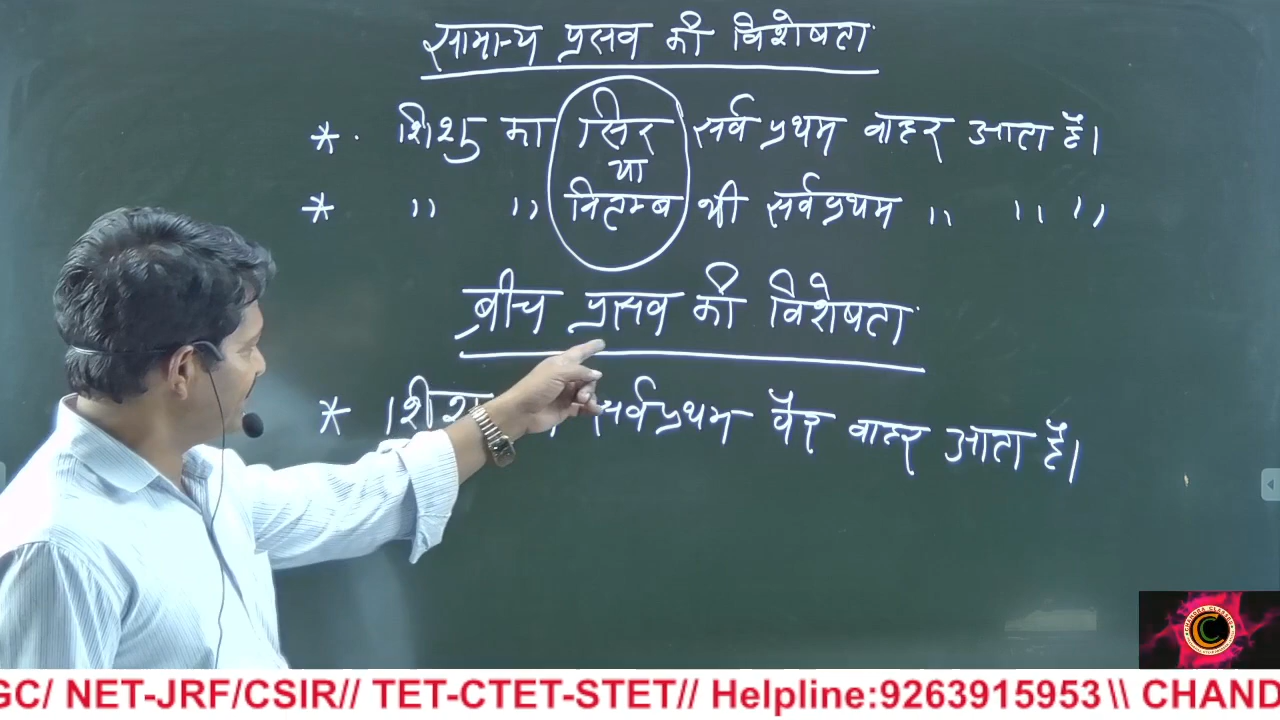 सामान्य प्रसव की विशेषता
* . शिशु का सिर सर्व प्रथम बाहर आता है।
या
* " " नितम्ब भी सर्वप्रथम " " "
ब्रीच प्रसव की विशेषता
* शिशु सर्वप्रथम पैर बाहर आता है।
GC/ NET-JRF/CSIR// TET-CTET-STET// Helpline:9263915953 \\ CHAND